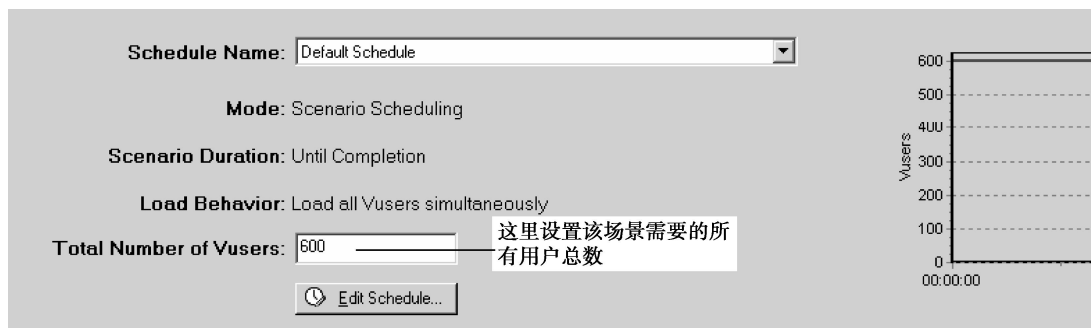 Schedule Name: Default Schedule
Mode: Scenario Scheduling
Scenario Duration: Until Completion
Load Behavior: Load all Vusers simultaneously
Total Number of Vusers: 600
这里设置该场景需要的所
有用户总数
Edit Schedule...
Vusers
600
500
400
300
200
100
0
00:00:00